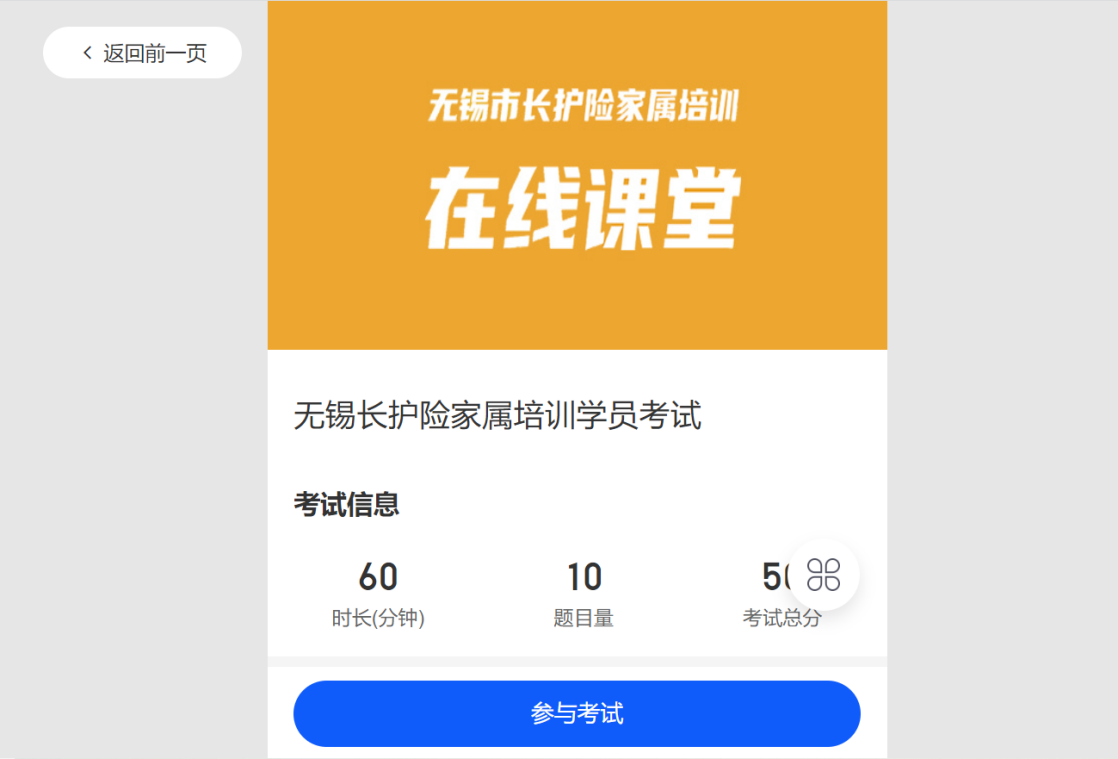 返回前一页
无锡市长护险家属培训
在线课堂
无锡长护险家属培训学员考试
考试信息
60
10
时长(分钟)
题目量
考试总分
参与考试